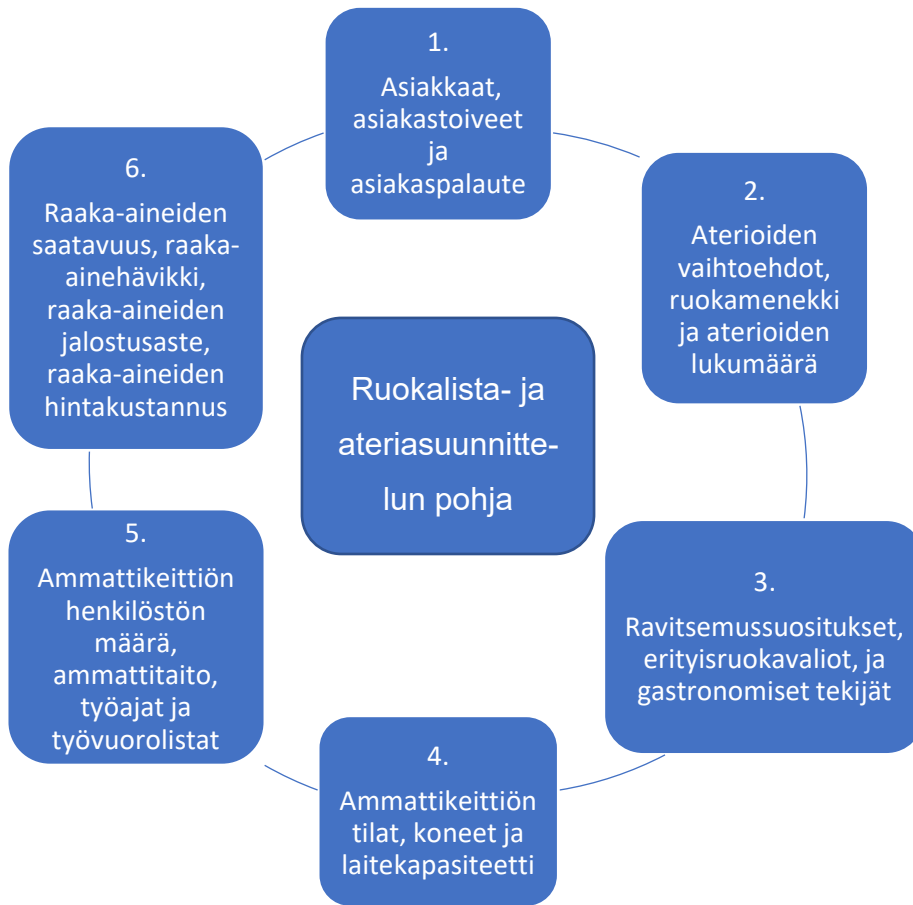 1.
Asiakkaat,
asiakastoiveet
ja
asiakaspalaute
2.
Aterioiden
vaihtoehdot,
ruokamenekki
ja aterioiden
lukumäärä
3.
Ravitsemussuositukset,
erityisruokavaliot, ja
gastronomiset tekijät
4.
Ammattikeittiön
tilat, koneet ja
laitekapasiteetti
5.
Ammattikeittiön
henkilöstön
määrä,
ammattitaito,
työajat ja
työvuorolistat
6.
Raaka-aineiden
saatavuus, raaka-
ainehävikki,
raaka-aineiden
jalostusaste,
raaka-aineiden
hintakustannus
Ruokalista- ja
ateriasuunnitte-
lun pohja